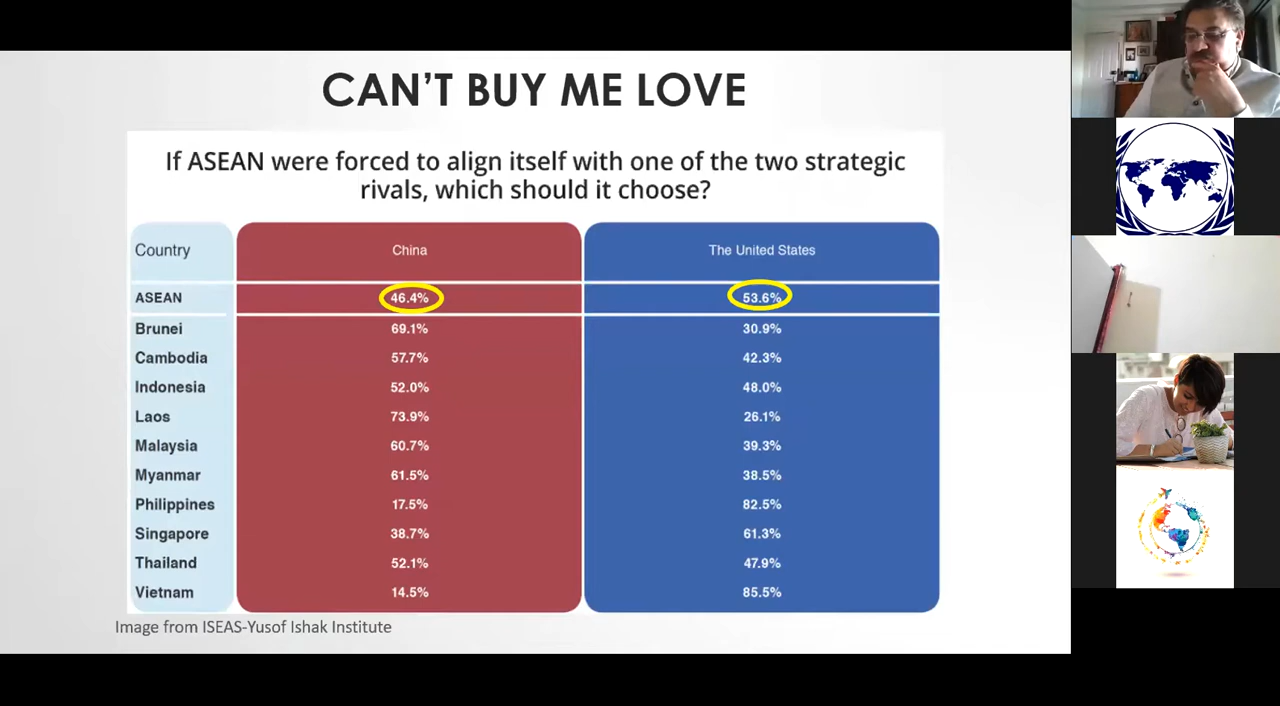 CAN'T BUY ME LOVE
If ASEAN were forced to align itself with one of the two strategic
rivals, which should it choose?
Country China The United States
ASEAN 46.4% 53.6%
Brunei 69.1% 30.9%
Cambodia 57.7% 42.3%
Indonesia 52.0% 48.0%
Laos 73.9% 26.1%
Malaysia 60.7% 39.3%
Myanmar 61.5% 38.5%
Philippines 17.5% 82.5%
Singapore 38.7% 61.3%
Thailand 52.1% 47.9%
Vietnam 14.5% 85.5%
Image from ISEAS-Yusof Ishak Institute